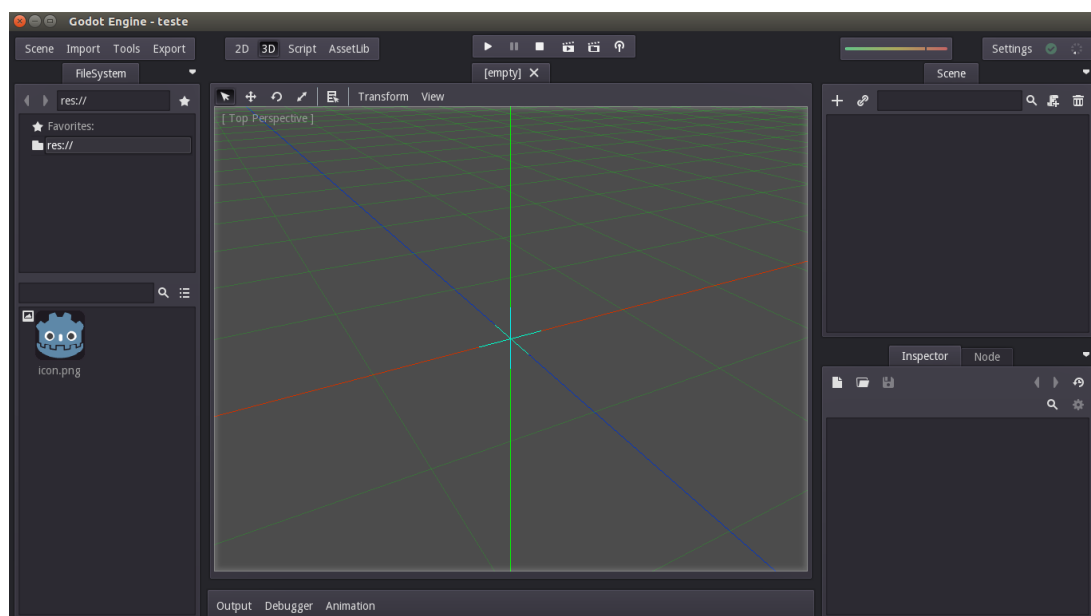 Godot Engine - teste
Scene Import Tools Export 2D 3D Script AssetLib Settings
FileSystem [empty] Scene
res://
Transform View
[ Top Perspective ]
Favorites:
res://
icon.png
Inspector Node
Output Debugger Animation